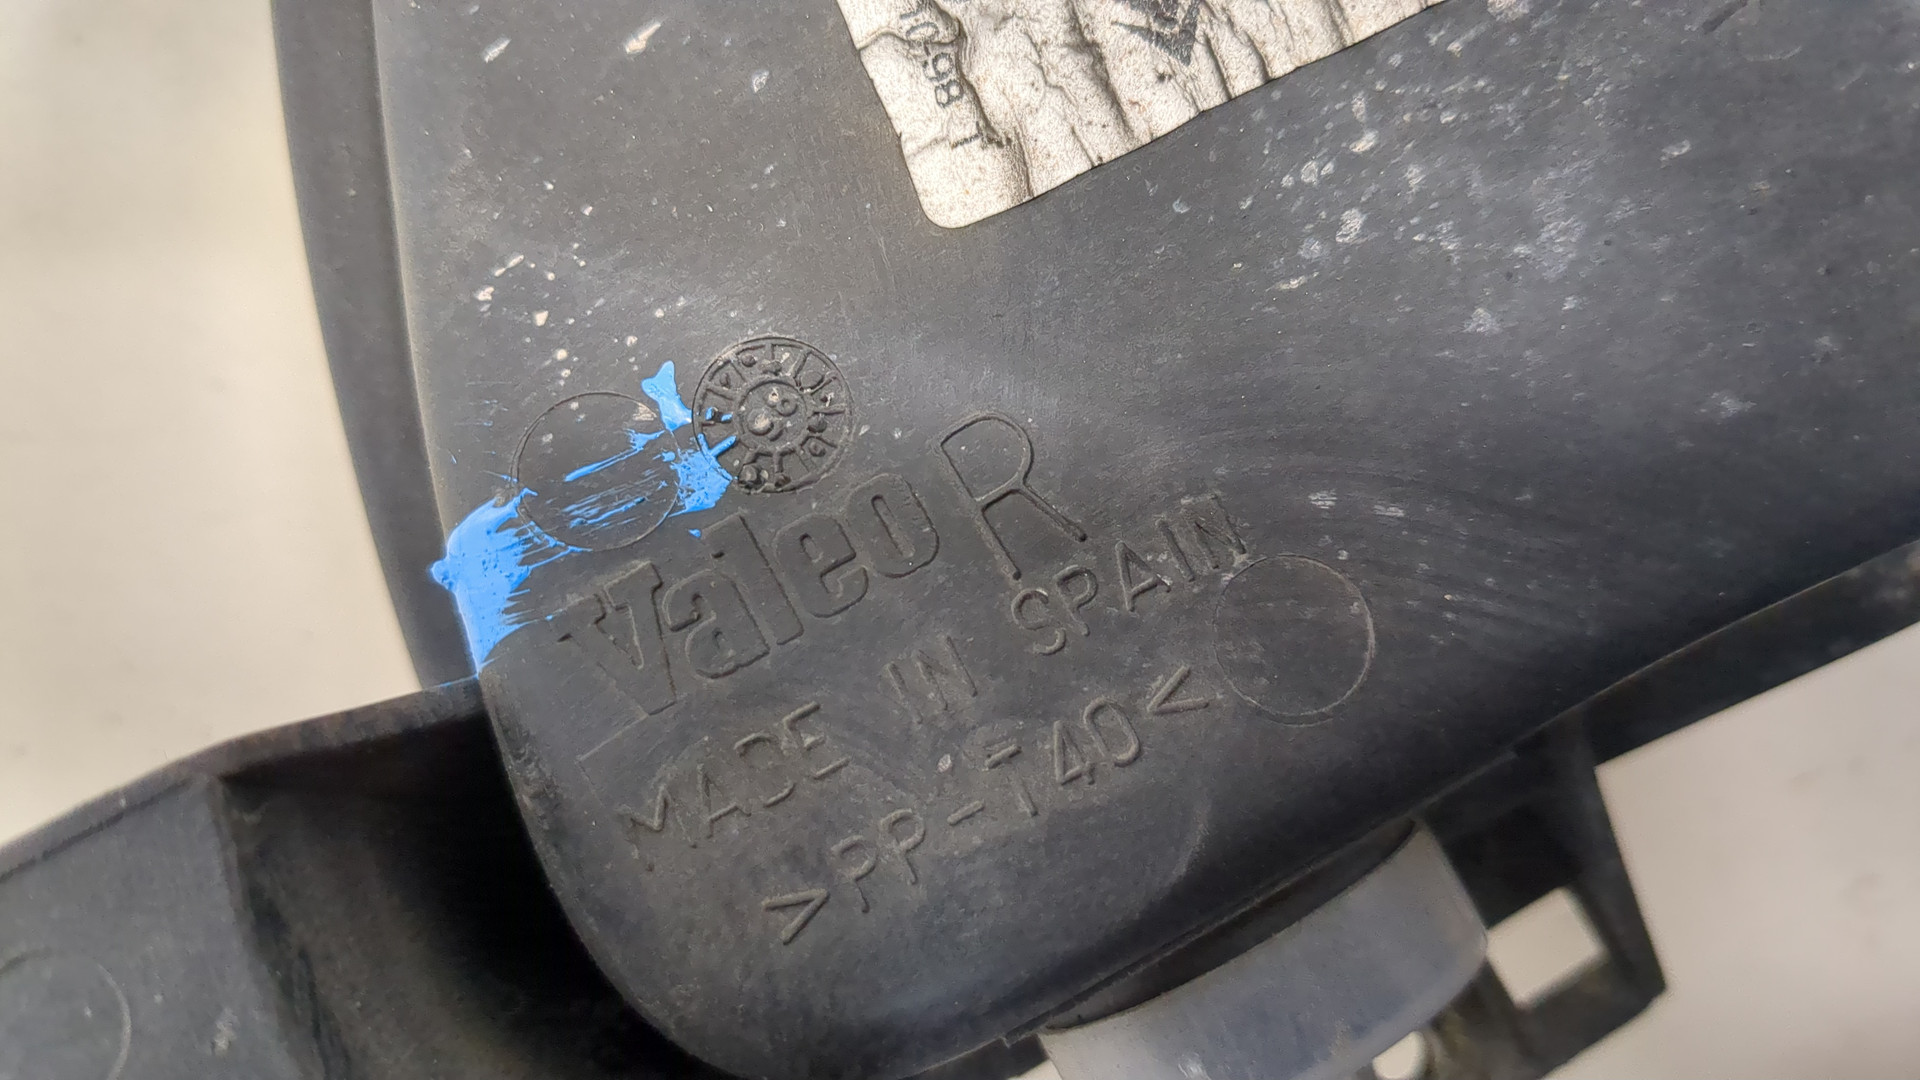 Valeo R
MADE IN SPAIN
>PP-T40<